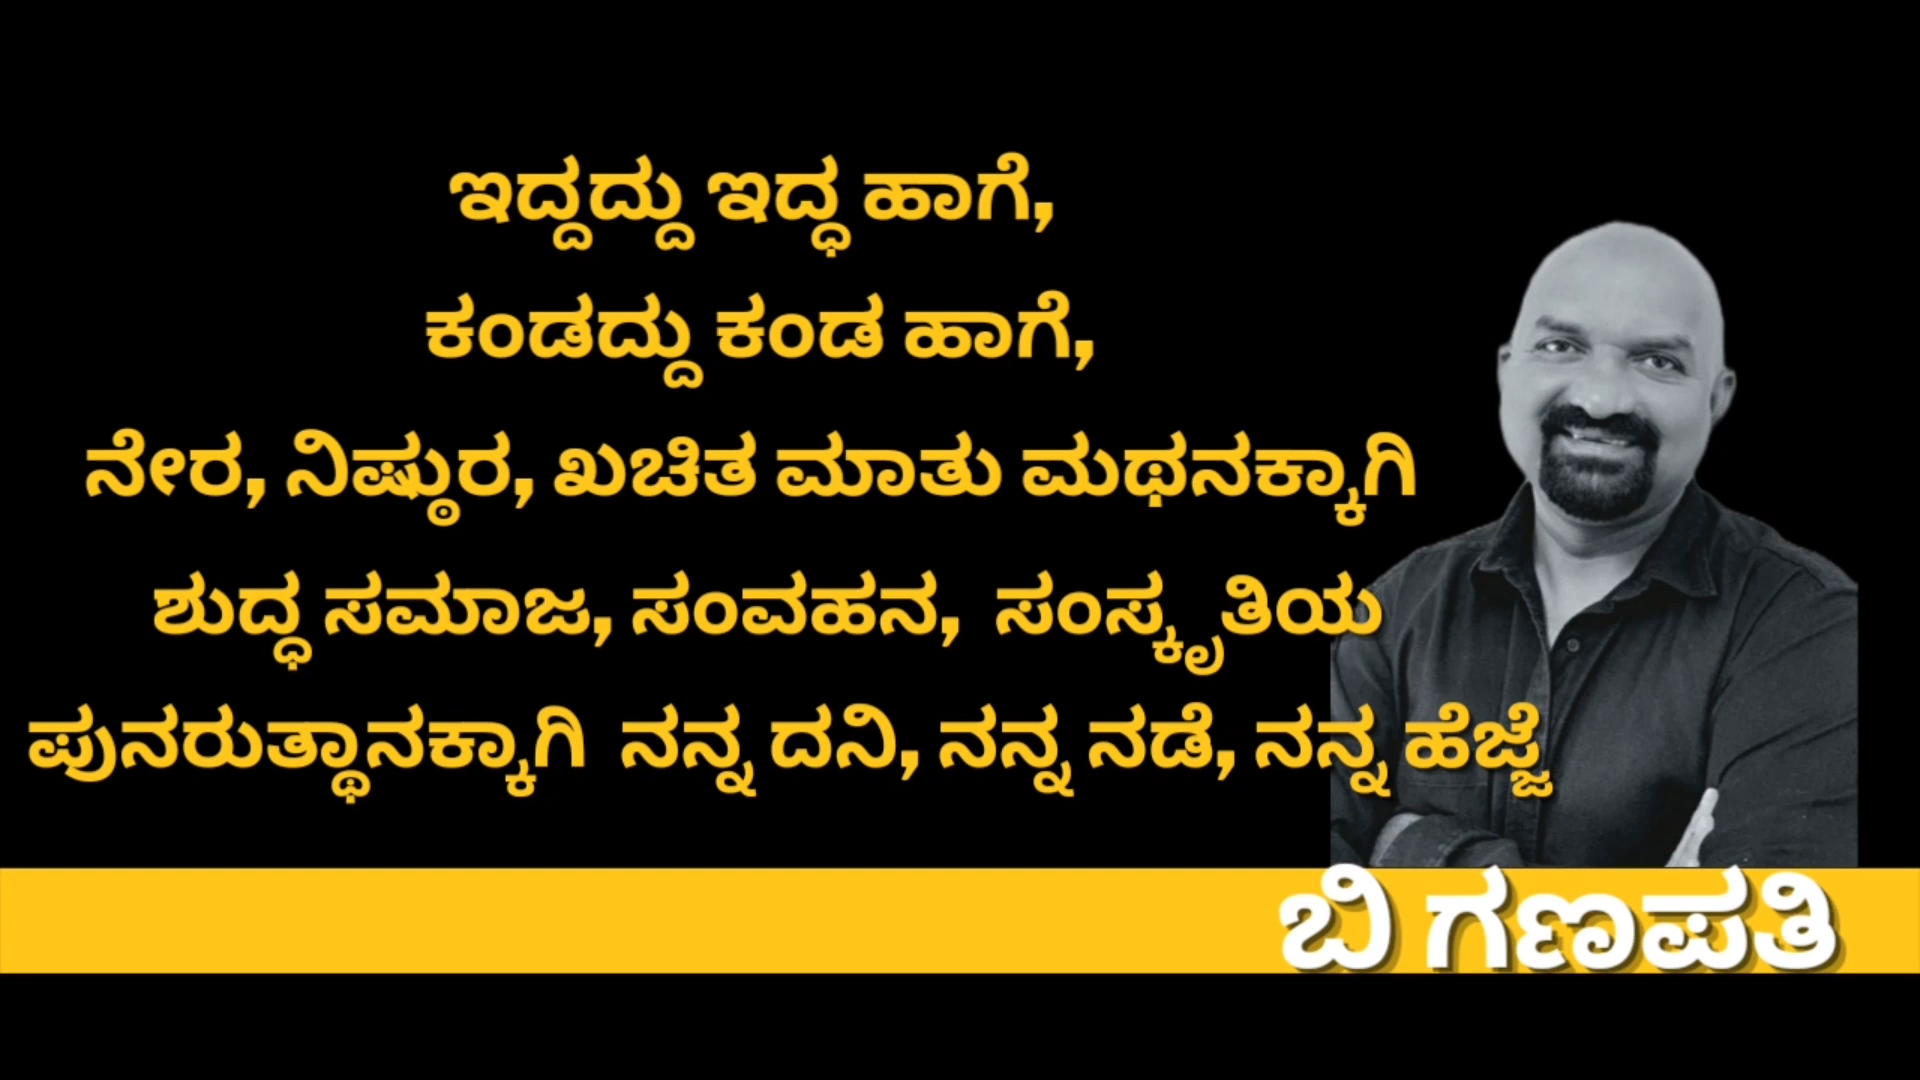 ಇದ್ದದ್ದು ಇದ್ಧ ಹಾಗೆ,
ಕಂಡದ್ದು ಕಂಡ ಹಾಗೆ,
ನೇರ, ನಿಷ್ಠುರ, ಖಚಿತ ಮಾತು ಮಥನಕ್ಕಾಗಿ
ಶುದ್ಧ ಸಮಾಜ, ಸಂವಹನ, ಸಂಸ್ಕೃತಿಯ
ಪುನರುತ್ಥಾನಕ್ಕಾಗಿ ನನ್ನ ದನಿ, ನನ್ನ ನಡೆ, ನನ್ನ ಹೆಜ್ಜೆ
ಬಿ ಗಣಪತಿ